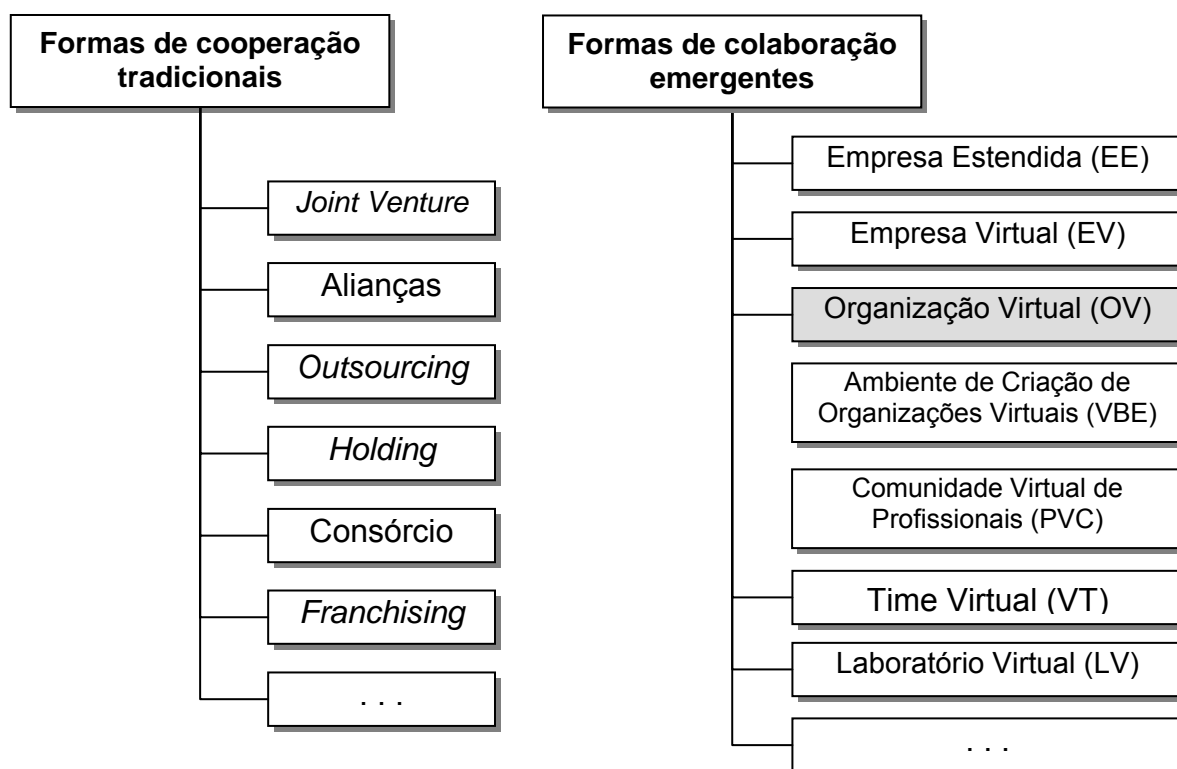 Formas de cooperação
tradicionais
Joint Venture
Alianças
Outsourcing
Holding
Consórcio
Franchising
. . .
Formas de colaboração
emergentes
Empresa Estendida (EE)
Empresa Virtual (EV)
Organização Virtual (OV)
Ambiente de Criação de
Organizações Virtuais (VBE)
Comunidade Virtual de
Profissionais (PVC)
Time Virtual (VT)
Laboratório Virtual (LV)
. . .